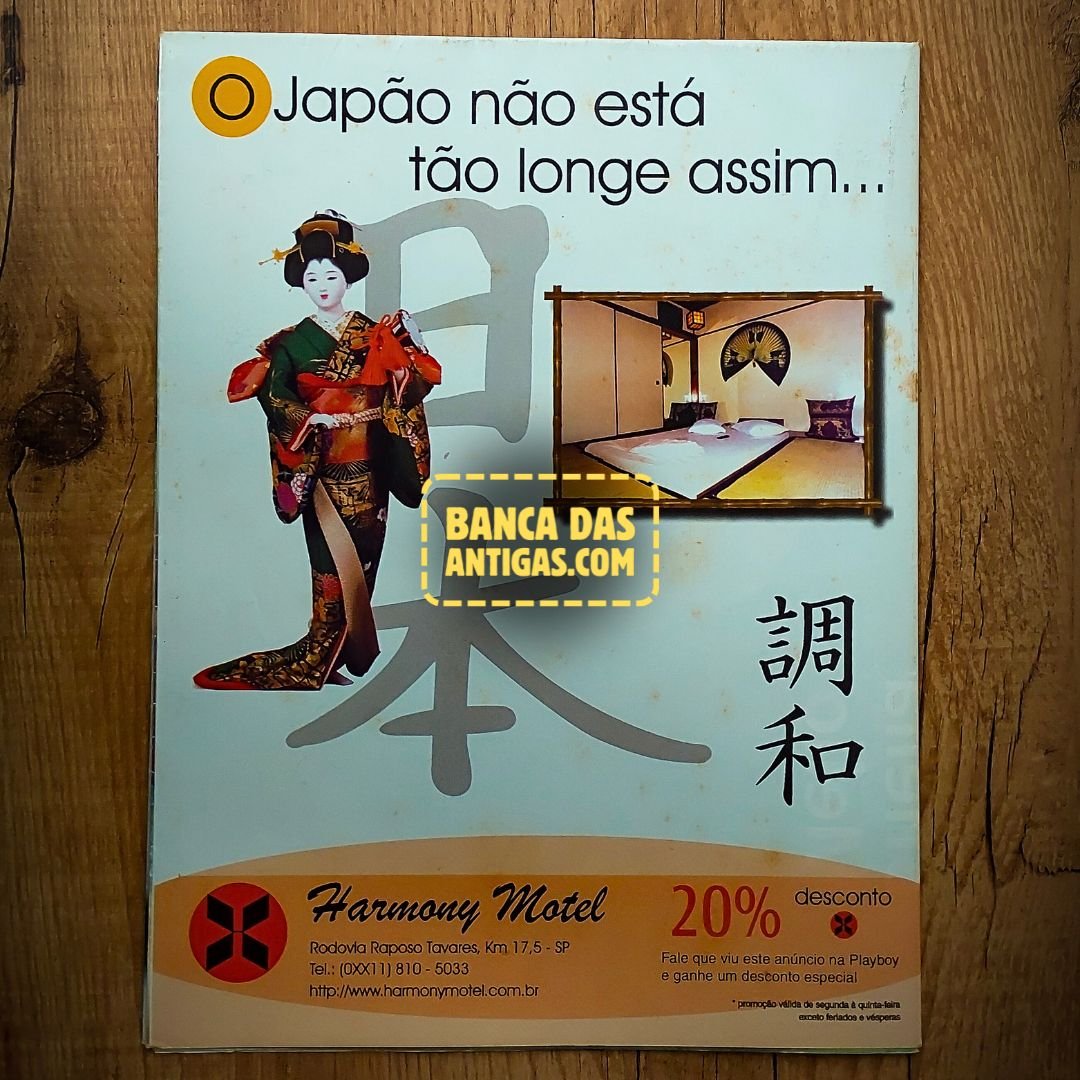 O Japão não está
tão longe assim...
日本
BANCA DAS
ANTIGAS.COM
調和
Harmony Motel
Rodovia Raposo Tavares, Km 17,5 - SP
Tel.: (0XX11) 810 - 5033
http://www.harmonymotel.com.br
20% desconto
Fale que viu este anúncio na Playboy
e ganhe um desconto especial
* promoção válida de segunda à quinta-feira
exceto feriados e vésperas